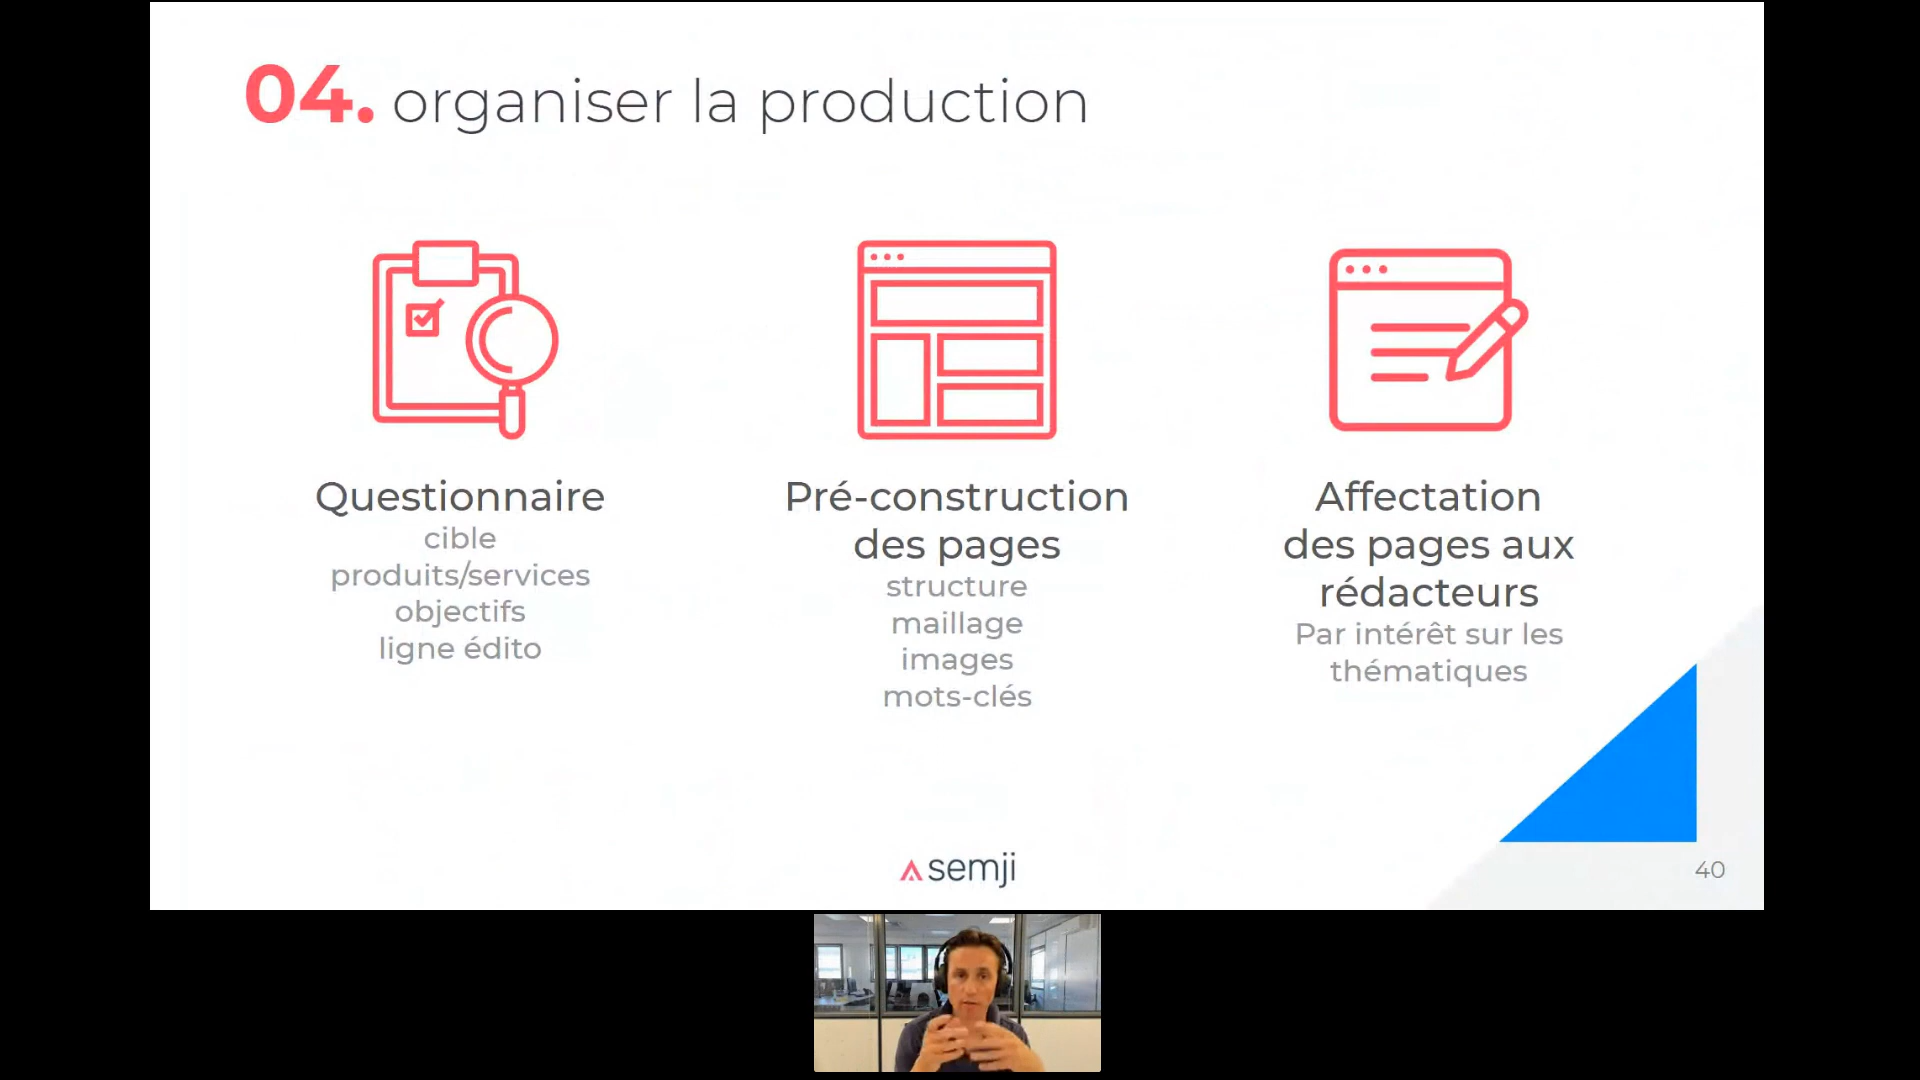 04. organiser la production
Questionnaire
cible
produits/services
objectifs
ligne édito
Pré-construction
des pages
structure
maillage
images
mots-clés
Affectation
des pages aux
rédacteurs
Par intérêt sur les
thématiques
semji
40